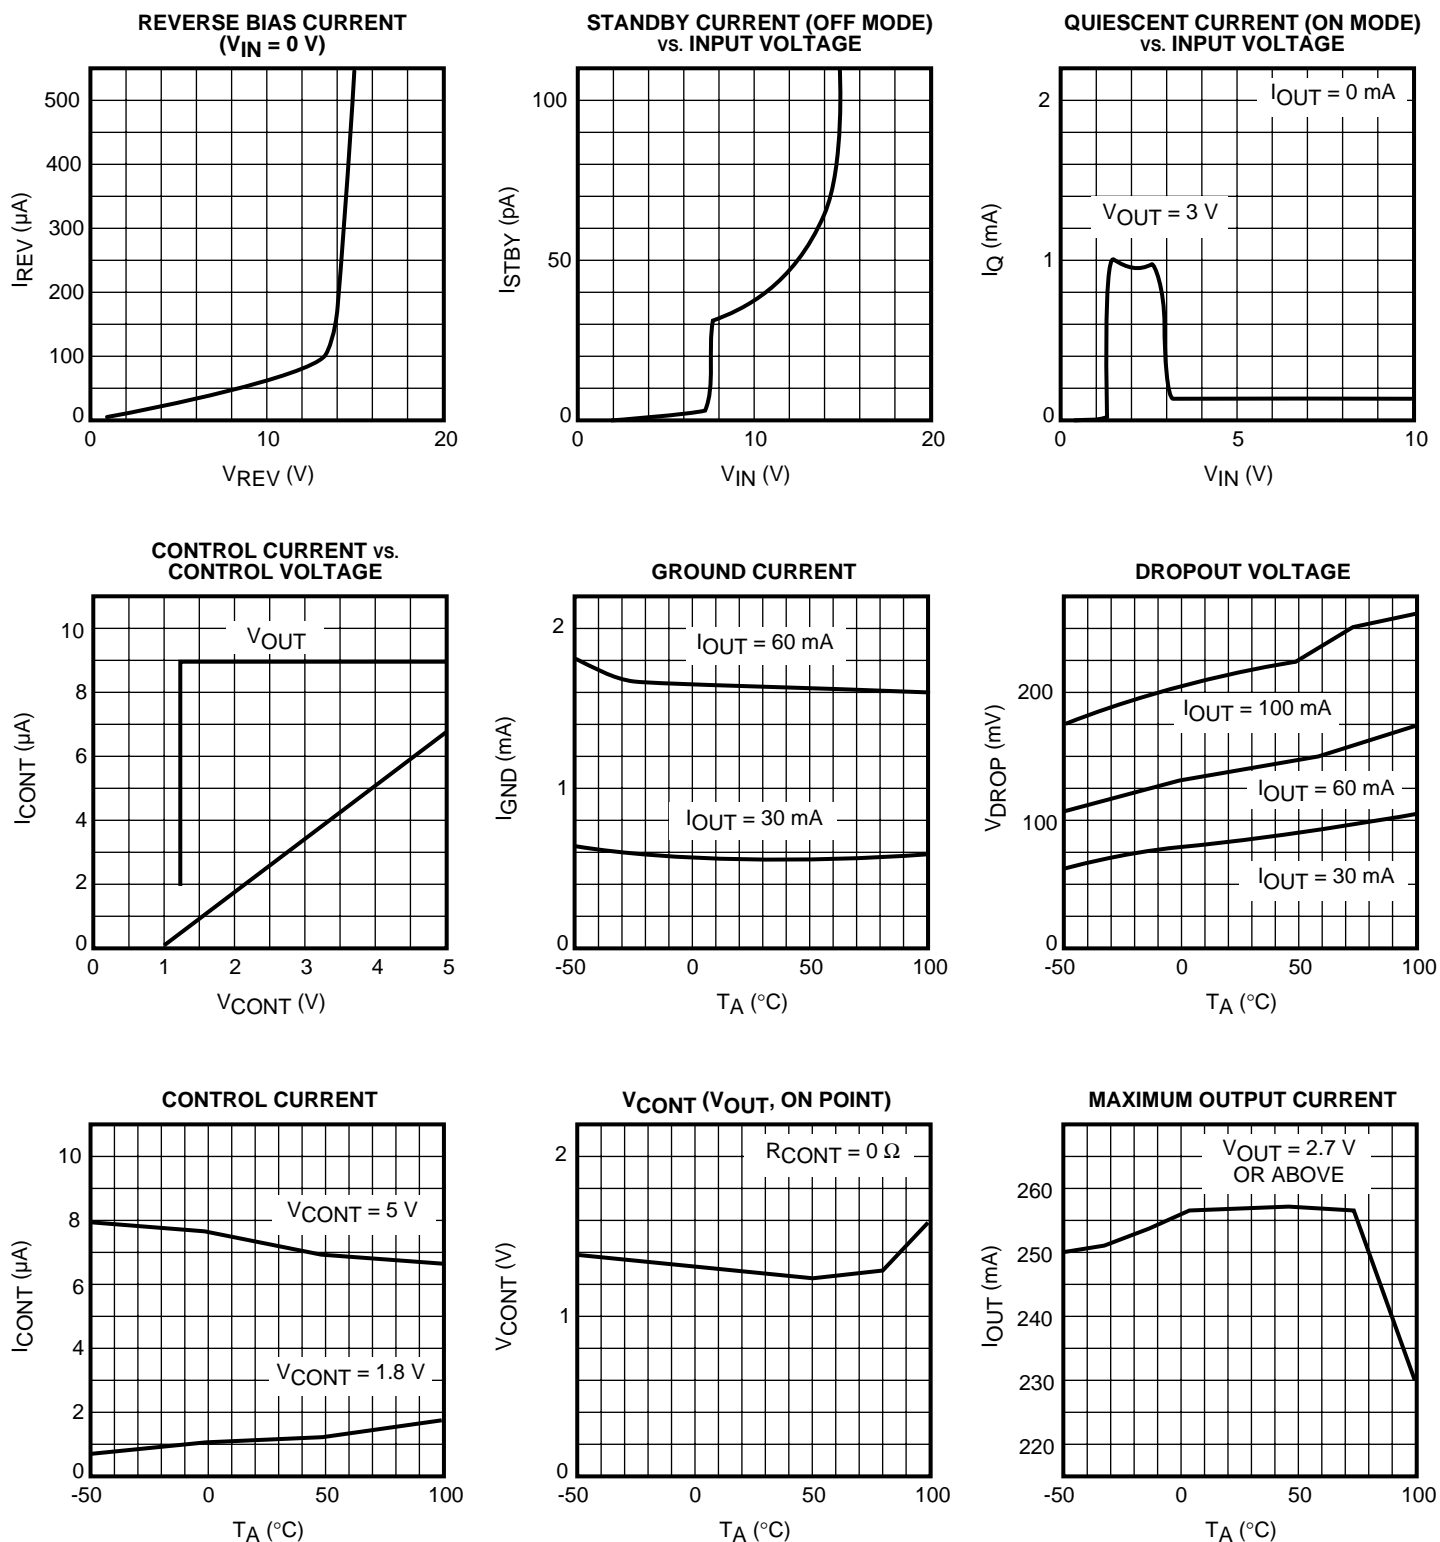 REVERSE BIAS CURRENT
(VIN = 0 V)
IREV (µA)
500
400
300
200
100
0
0 10 20
VREV (V)
STANDBY CURRENT (OFF MODE)
VS. INPUT VOLTAGE
ISTBY (pA)
100
50
0
0 10 20
VIN (V)
QUIESCENT CURRENT (ON MODE)
VS. INPUT VOLTAGE
IOUT = 0 mA
VOUT = 3 V
IQ (mA)
2
1
0
0 5 10
VIN (V)
CONTROL CURRENT VS.
CONTROL VOLTAGE
VOUT
ICONT (µA)
10
8
6
4
2
0
0 1 2 3 4 5
VCONT (V)
GROUND CURRENT
IOUT = 60 mA
IOUT = 30 mA
IGND (mA)
2
1
0
-50 0 50 100
TA (°C)
DROPOUT VOLTAGE
IOUT = 100 mA
IOUT = 60 mA
IOUT = 30 mA
VDROP (mV)
200
100
0
-50 0 50 100
TA (°C)
CONTROL CURRENT
VCONT = 5 V
VCONT = 1.8 V
ICONT (µA)
10
8
6
4
2
0
-50 0 50 100
TA (°C)
VCONT (VOUT, ON POINT)
RCONT = 0 Ω
VCONT (V)
2
1
0
-50 0 50 100
TA (°C)
MAXIMUM OUTPUT CURRENT
VOUT = 2.7 V
OR ABOVE
IOUT (mA)
260
250
240
230
220
-50 0 50 100
TA (°C)